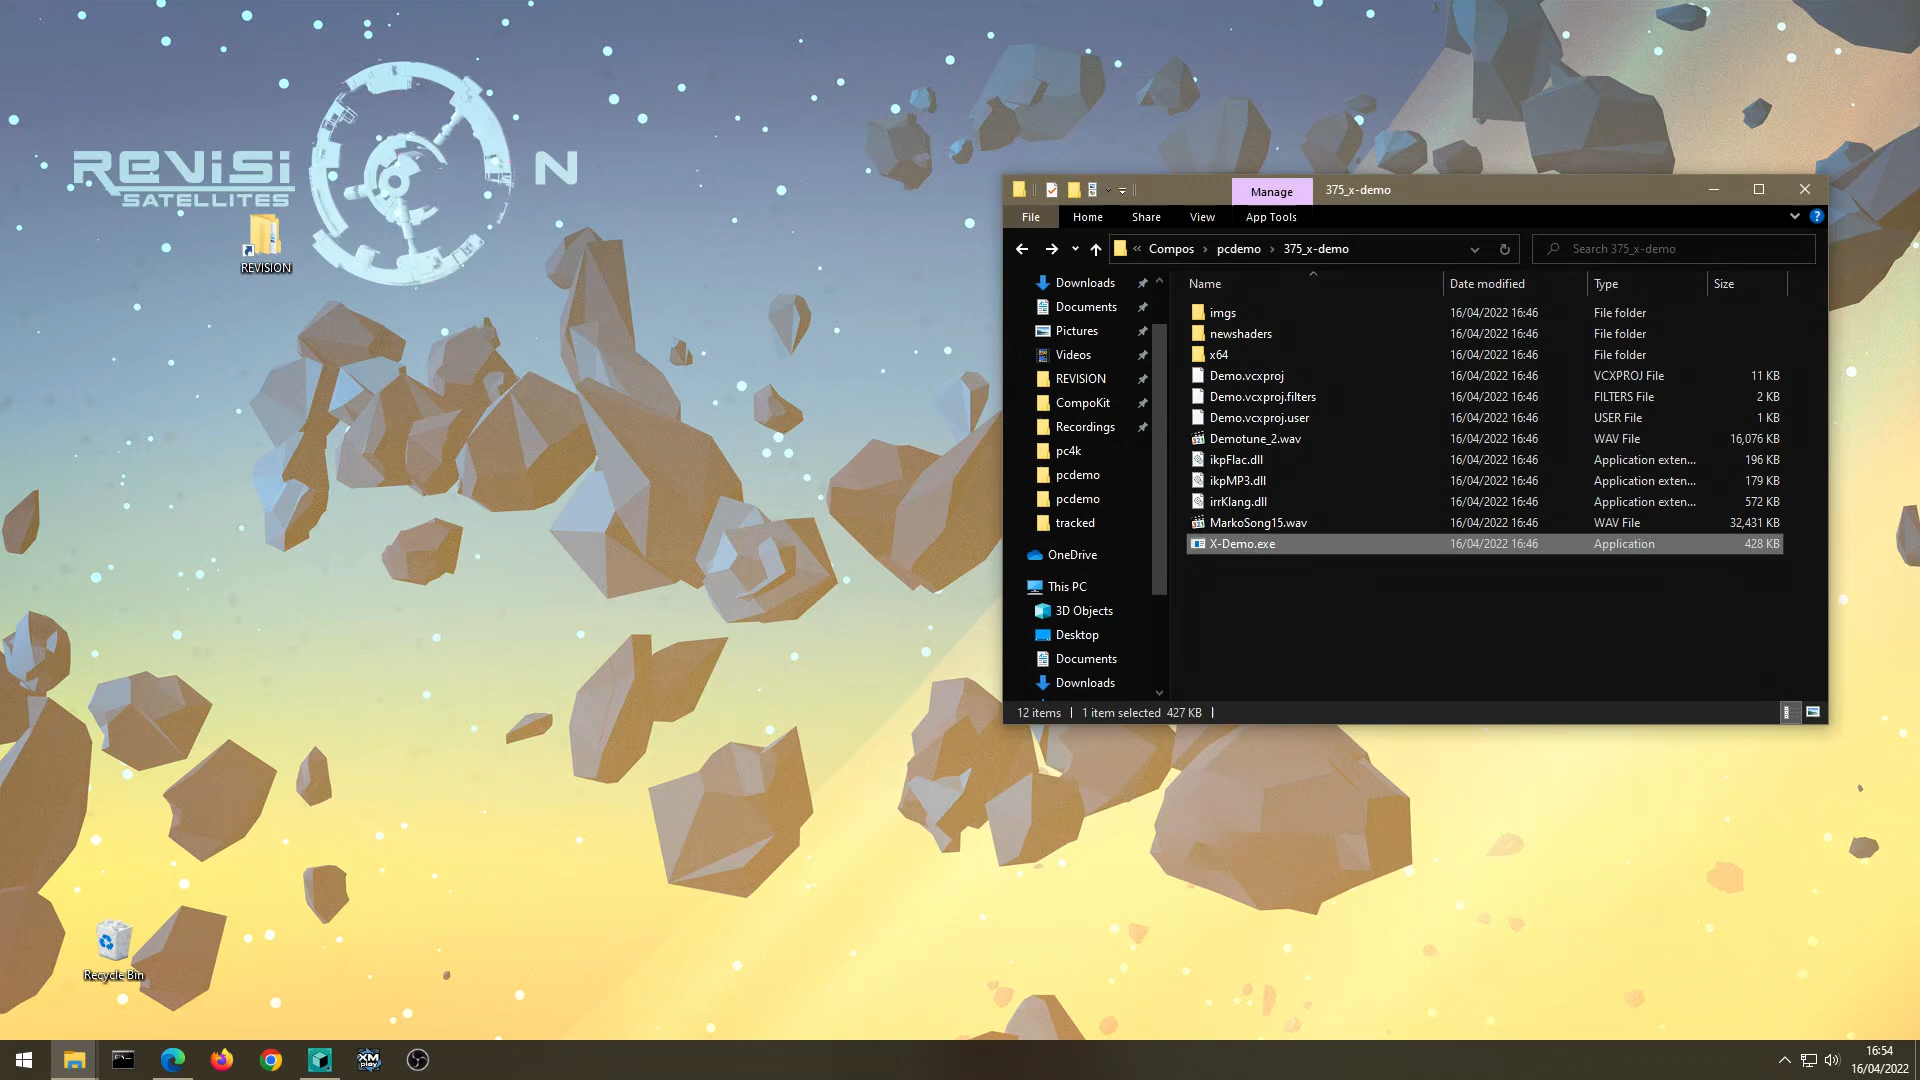 REVISI N
SATELLITES
REVISION
Recycle Bin
Manage 375_x-demo
File Home Share View App Tools
« Compos › pcdemo › 375_x-demo
Search 375_x-demo
Downloads
Documents
Pictures
Videos
REVISION
CompoKit
Recordings
pc4k
pcdemo
pcdemo
tracked
OneDrive
This PC
3D Objects
Desktop
Documents
Downloads
Name Date modified Type Size
imgs 16/04/2022 16:46 File folder
newshaders 16/04/2022 16:46 File folder
x64 16/04/2022 16:46 File folder
Demo.vcxproj 16/04/2022 16:46 VCXPROJ File 11 KB
Demo.vcxproj.filters 16/04/2022 16:46 FILTERS File 2 KB
Demo.vcxproj.user 16/04/2022 16:46 USER File 1 KB
Demotune_2.wav 16/04/2022 16:46 WAV File 16,076 KB
ikpFlac.dll 16/04/2022 16:46 Application exten... 196 KB
ikpMP3.dll 16/04/2022 16:46 Application exten... 179 KB
irrKlang.dll 16/04/2022 16:46 Application exten... 572 KB
MarkoSong15.wav 16/04/2022 16:46 WAV File 32,431 KB
X-Demo.exe 16/04/2022 16:46 Application 428 KB
12 items 1 item selected 427 KB
XM play
16:54
16/04/2022